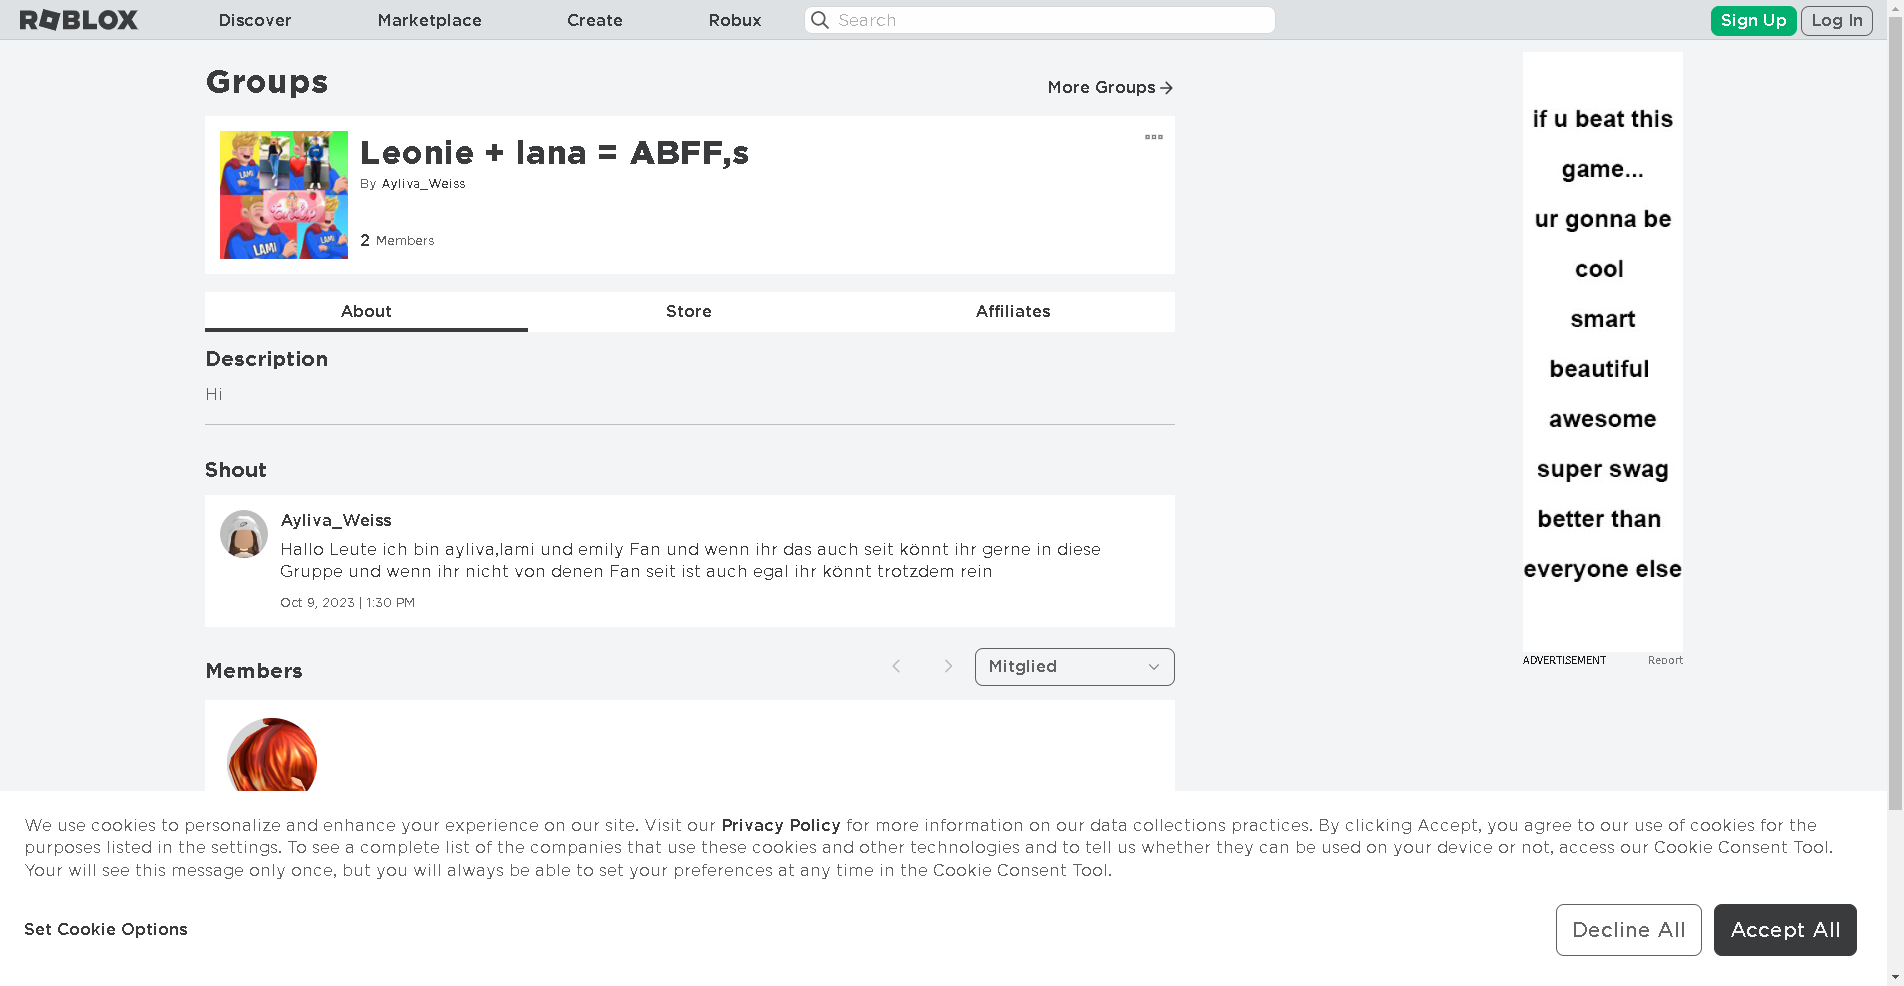 ROBLOX
Discover
Marketplace
Create
Robux
Search
Sign Up
Log In
Groups
More Groups
LAMI
LAMI
LAMI
Leonie + lana = ABFF,s
By Ayliva_Weiss
2 Members
About
Store
Affiliates
Description
Hi
Shout
Ayliva_Weiss
Hallo Leute ich bin ayliva,lami und emily Fan und wenn ihr das auch seit könnt ihr gerne in diese
Gruppe und wenn ihr nicht von denen Fan seit ist auch egal ihr könnt trotzdem rein
Oct 9, 2023 | 1:30 PM
Members
Mitglied
if u beat this
game...
ur gonna be
cool
smart
beautiful
awesome
super swag
better than
everyone else
ADVERTISEMENT
Report
We use cookies to personalize and enhance your experience on our site. Visit our Privacy Policy for more information on our data collections practices. By clicking Accept, you agree to our use of cookies for the
purposes listed in the settings. To see a complete list of the companies that use these cookies and other technologies and to tell us whether they can be used on your device or not, access our Cookie Consent Tool.
Your will see this message only once, but you will always be able to set your preferences at any time in the Cookie Consent Tool.
Set Cookie Options
Decline All
Accept All